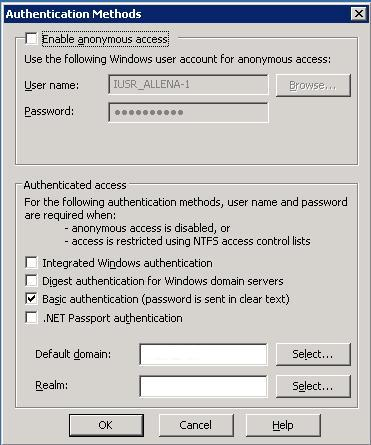 Authentication Methods
Enable anonymous access
Use the following Windows user account for anonymous access:
User name: IUSR_ALLENA-1 Browse...
Password: ●●●●●●●●●●
Authenticated access
For the following authentication methods, user name and password
are required when:
- anonymous access is disabled, or
- access is restricted using NTFS access control lists
Integrated Windows authentication
Digest authentication for Windows domain servers
Basic authentication (password is sent in clear text)
.NET Passport authentication
Default domain: Select...
Realm: Select...
OK Cancel Help